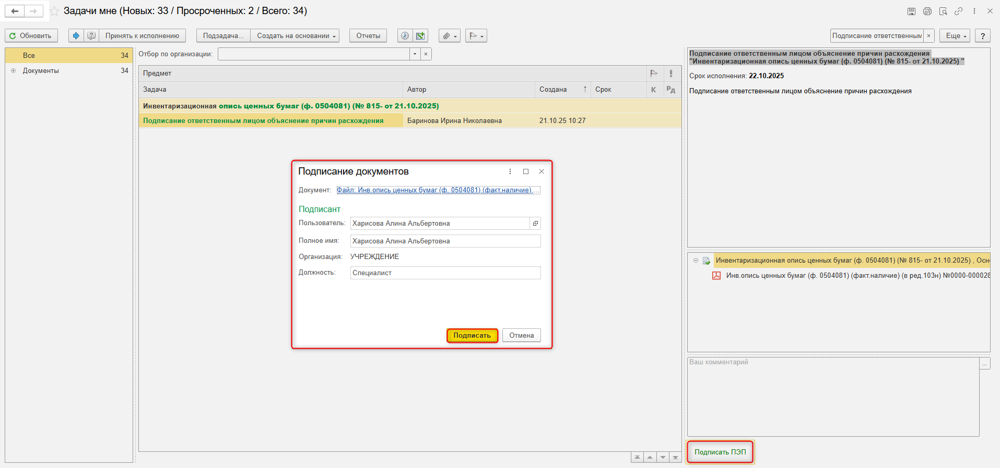 Задачи мне (Новых: 33 / Просроченных: 2 / Всего: 34)
Обновить
Принять к исполнению
Подзадача...
Создать на основании
Отчеты
Подписание ответственным
×
Еще
?
Все 34
Документы 34
Отбор по организации:
×
Предмет
Задача Автор Создана ↑ Срок К Рд
Инвентаризационная опись ценных бумаг (ф. 0504081) (№ 815- от 21.10.2025)
Подписание ответственным лицом объяснение причин расхождения Баринова Ирина Николаевна 21.10.25 10:27
Подписание документов
Документ: Файл: Инв.опись ценных бумаг (ф. 0504081) (факт.наличие) ...
Подписант
Пользователь: Харисова Алина Альбертовна
Полное имя: Харисова Алина Альбертовна
Организация: УЧРЕЖДЕНИЕ
Должность: Специалист
Подписать Отмена
Подписание ответственным лицом объяснение причин расхождения
"Инвентаризационная опись ценных бумаг (ф. 0504081) (№ 815- от 21.10.2025) "
Срок исполнения: 22.10.2025
Подписание ответственным лицом объяснение причин расхождения
Инвентаризационная опись ценных бумаг (ф. 0504081) (№ 815- от 21.10.2025) , Осн
Инв.опись ценных бумаг (ф. 0504081) (факт.наличие) (в ред.103н) №0000-000028
Ваш комментарий
...
Подписать ПЭП